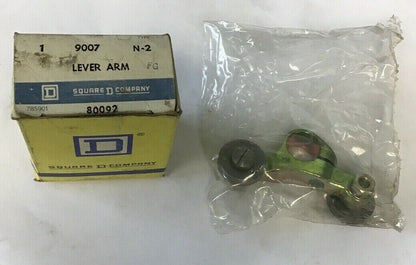 1 9007 N-2
LEVER ARM FG
D SQUARE D COMPANY
785901 80092
D
SQUARE D COMPANY